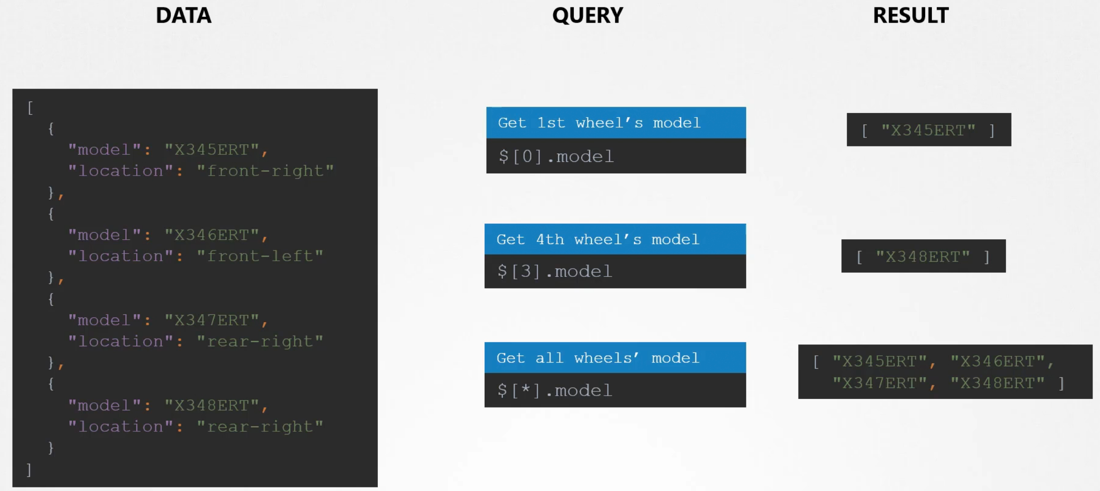 DATA
QUERY
RESULT
[
{
"model": "X345ERT",
"location": "front-right"
},
{
"model": "X346ERT",
"location": "front-left"
},
{
"model": "X347ERT",
"location": "rear-right"
},
{
"model": "X348ERT",
"location": "rear-right"
}
]
Get 1st wheel’s model
$[0].model
[ "X345ERT" ]
Get 4th wheel’s model
$[3].model
[ "X348ERT" ]
Get all wheels’ model
$[*].model
[ "X345ERT", "X346ERT",
"X347ERT", "X348ERT" ]